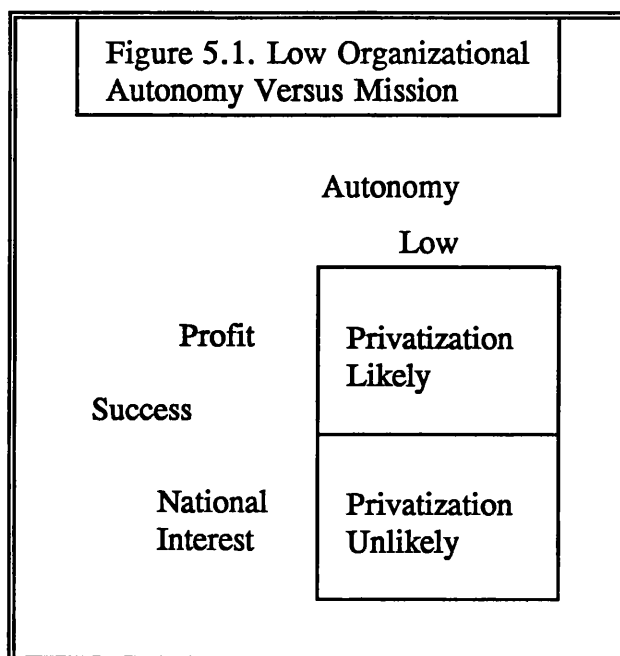 Figure 5.1. Low Organizational
Autonomy Versus Mission
Autonomy
Low
Profit
Privatization
Likely
Success
National
Interest
Privatization
Unlikely